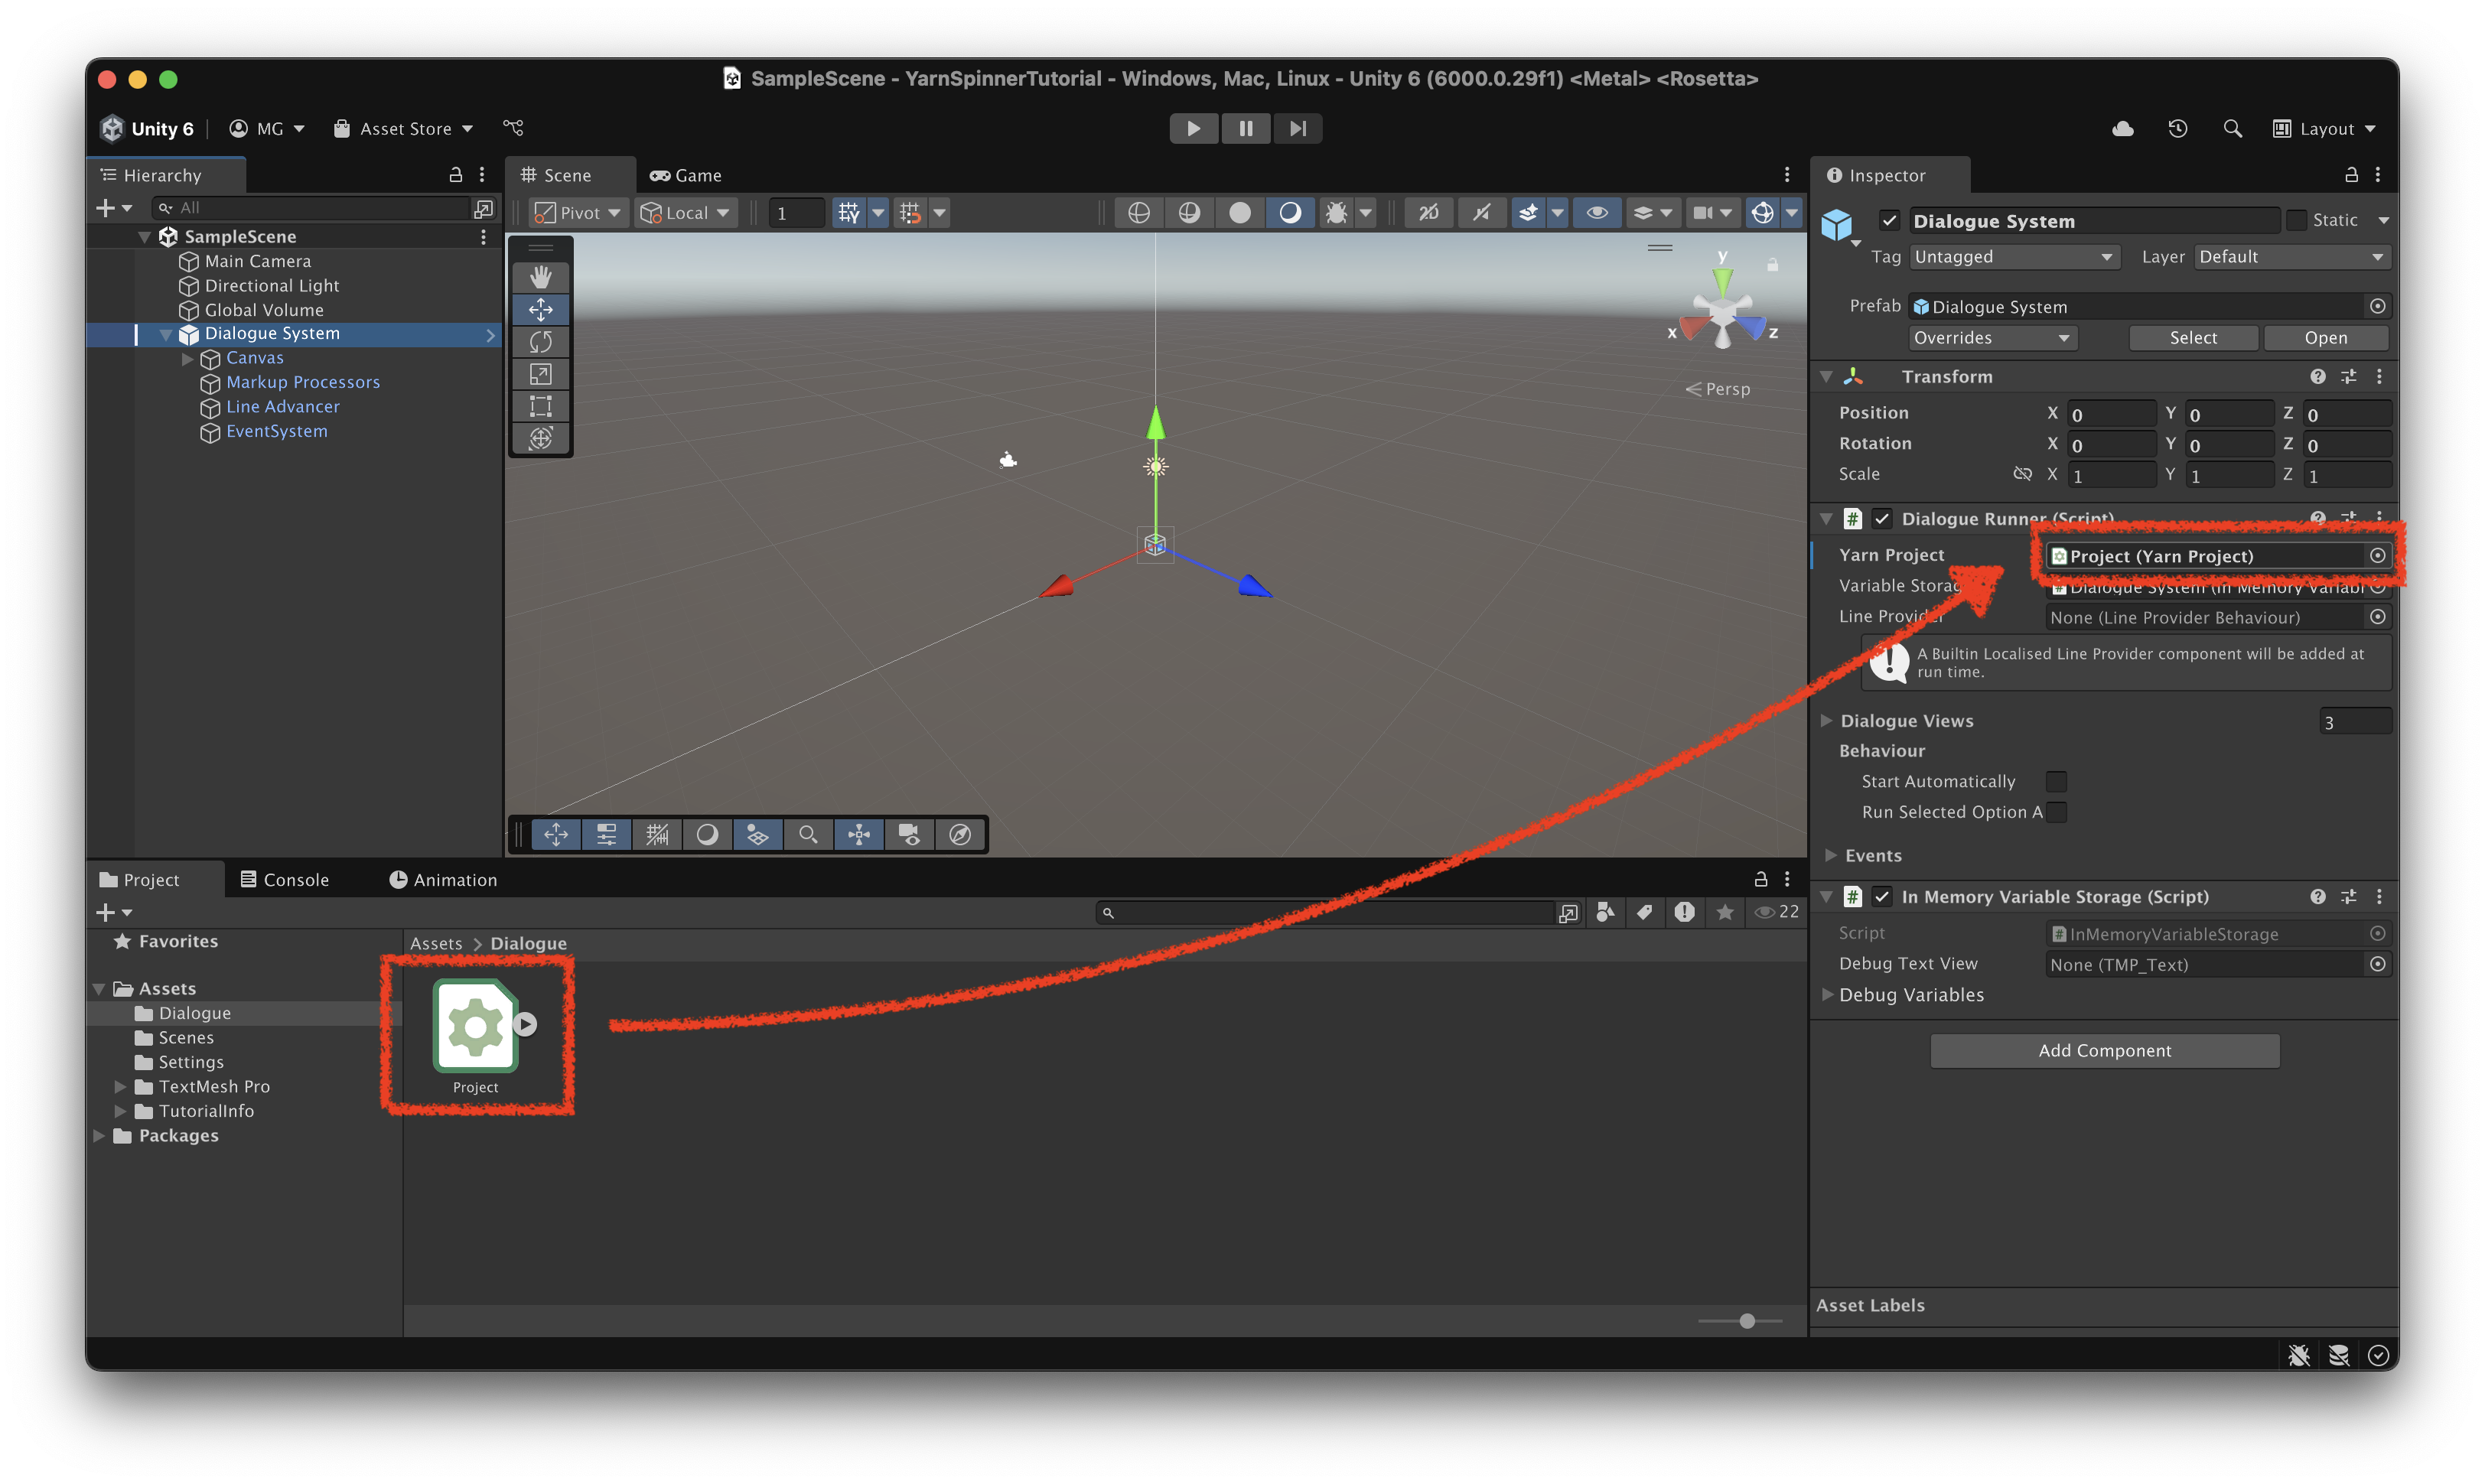 SampleScene - YarnSpinnerTutorial - Windows, Mac, Linux - Unity 6 (6000.0.29f1) <Metal> <Rosetta>
Unity 6 MG Asset Store Layout
Hierarchy
All
SampleScene
Main Camera
Directional Light
Global Volume
Dialogue System
Canvas
Markup Processors
Line Advancer
EventSystem
Scene Game
Pivot Local 1 2D
y
x z
Persp
Inspector
Dialogue System Static
Tag Untagged Layer Default
Prefab Dialogue System
Overrides Select Open
Transform
Position X 0 Y 0 Z 0
Rotation X 0 Y 0 Z 0
Scale X 1 Y 1 Z 1
# Dialogue Runner (Script)
Yarn Project Project (Yarn Project)
Variable Storag Dialogue System (In Memory Variabl
Line Provider None (Line Provider Behaviour)
A Builtin Localised Line Provider component will be added at
run time.
Dialogue Views 3
Behaviour
Start Automatically
Run Selected Option A
Events
# In Memory Variable Storage (Script)
Script InMemoryVariableStorage
Debug Text View None (TMP_Text)
Debug Variables
Add Component
Asset Labels
Project Console Animation
22
Favorites
Assets
Dialogue
Scenes
Settings
TextMesh Pro
TutorialInfo
Packages
Assets > Dialogue
Project